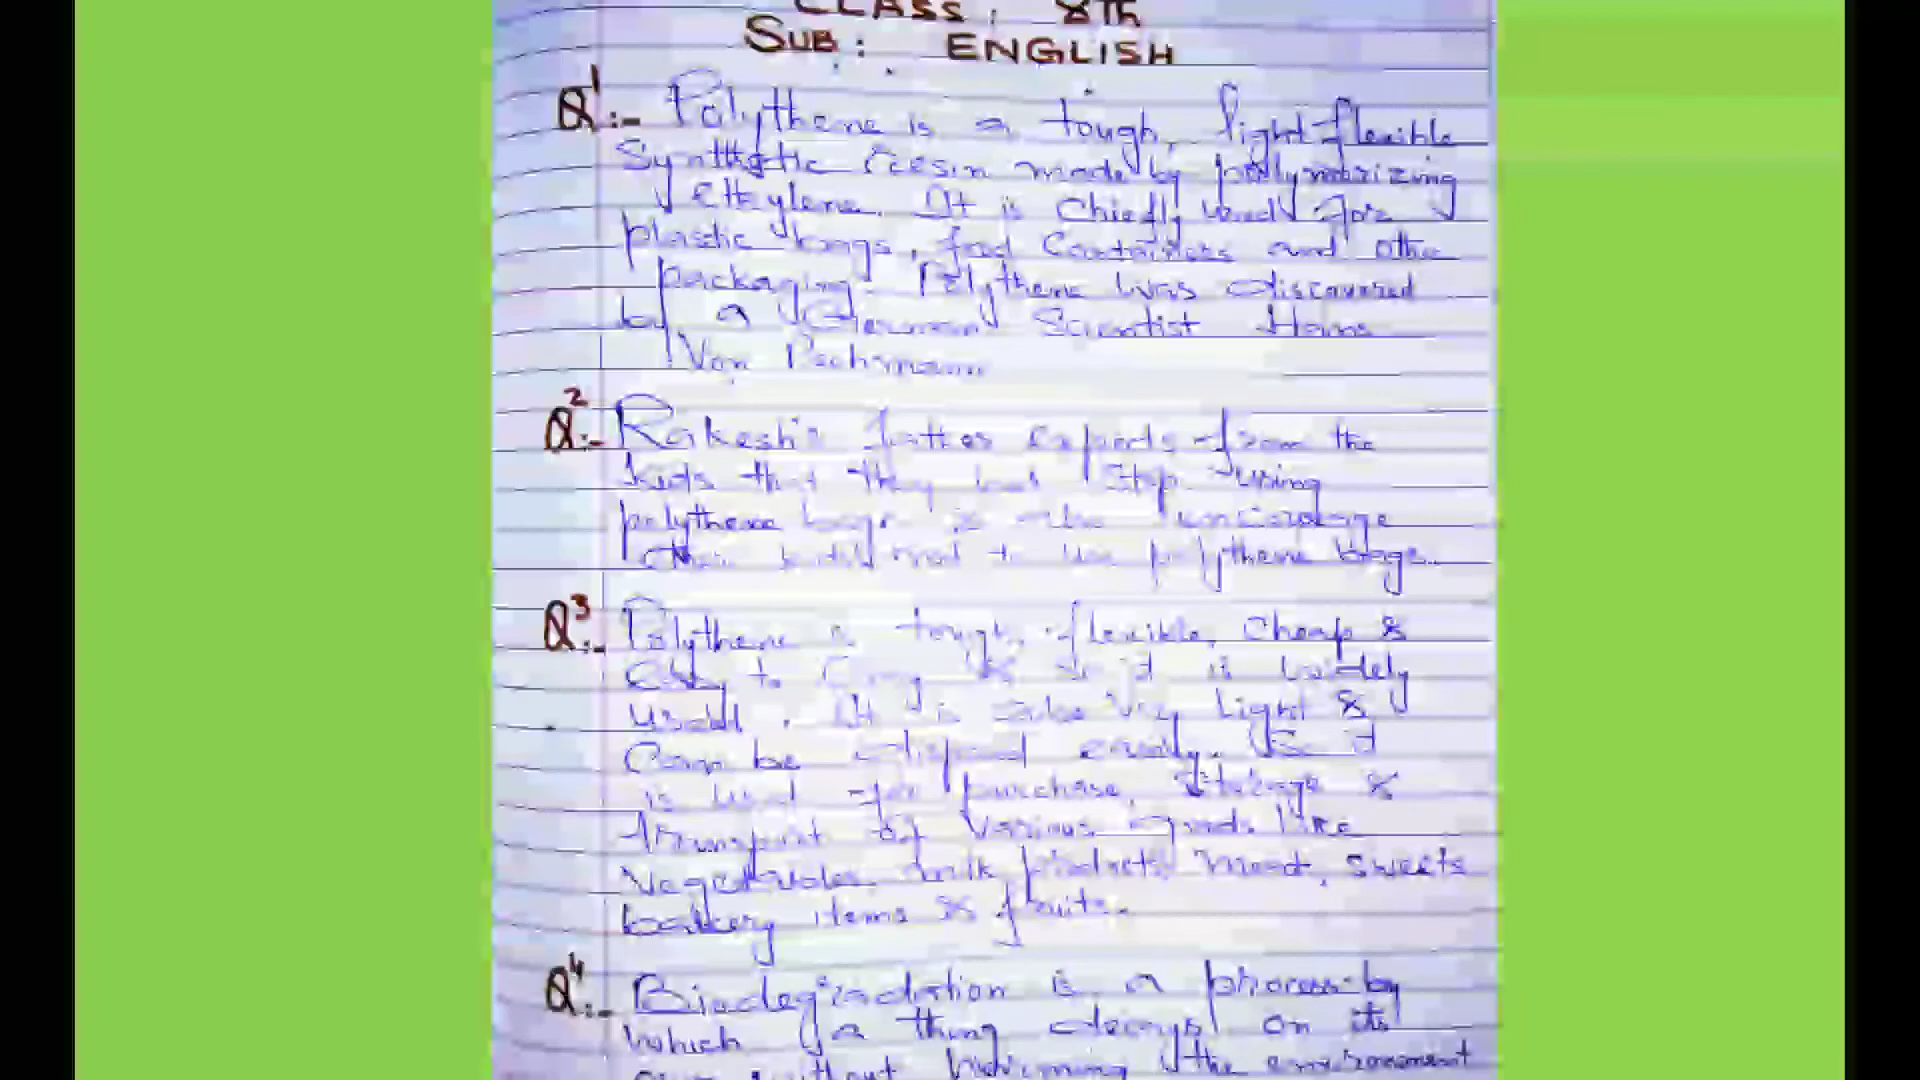 CLASS: 8Th
SUB: ENGLISH
Q1:- Polythene is a tough, light flexible
Synthetic Resin made by polymerizing
ethylene. It is Chiefly used for
plastic bags, food Containers and other
packaging. Polythene was discovered
by a German Scientist Hans
Von Pechmann
Q2:- Rakesh's father expects from the
kids that they Stop using
polythene bags
not to use polythene bags.
Q3:- Polythene is tough, flexible, Cheap &
Easy to Carry & so it is widely
used. It is also very Light &
Can be disposed easily. So it
is used for purchase, Storage &
transport of various goods like
Vegetables, milk products, meat, sweets
bakery items & fruits.
Q4:- Biodegradation is a process by
which a thing decays on its
own without harming the environment